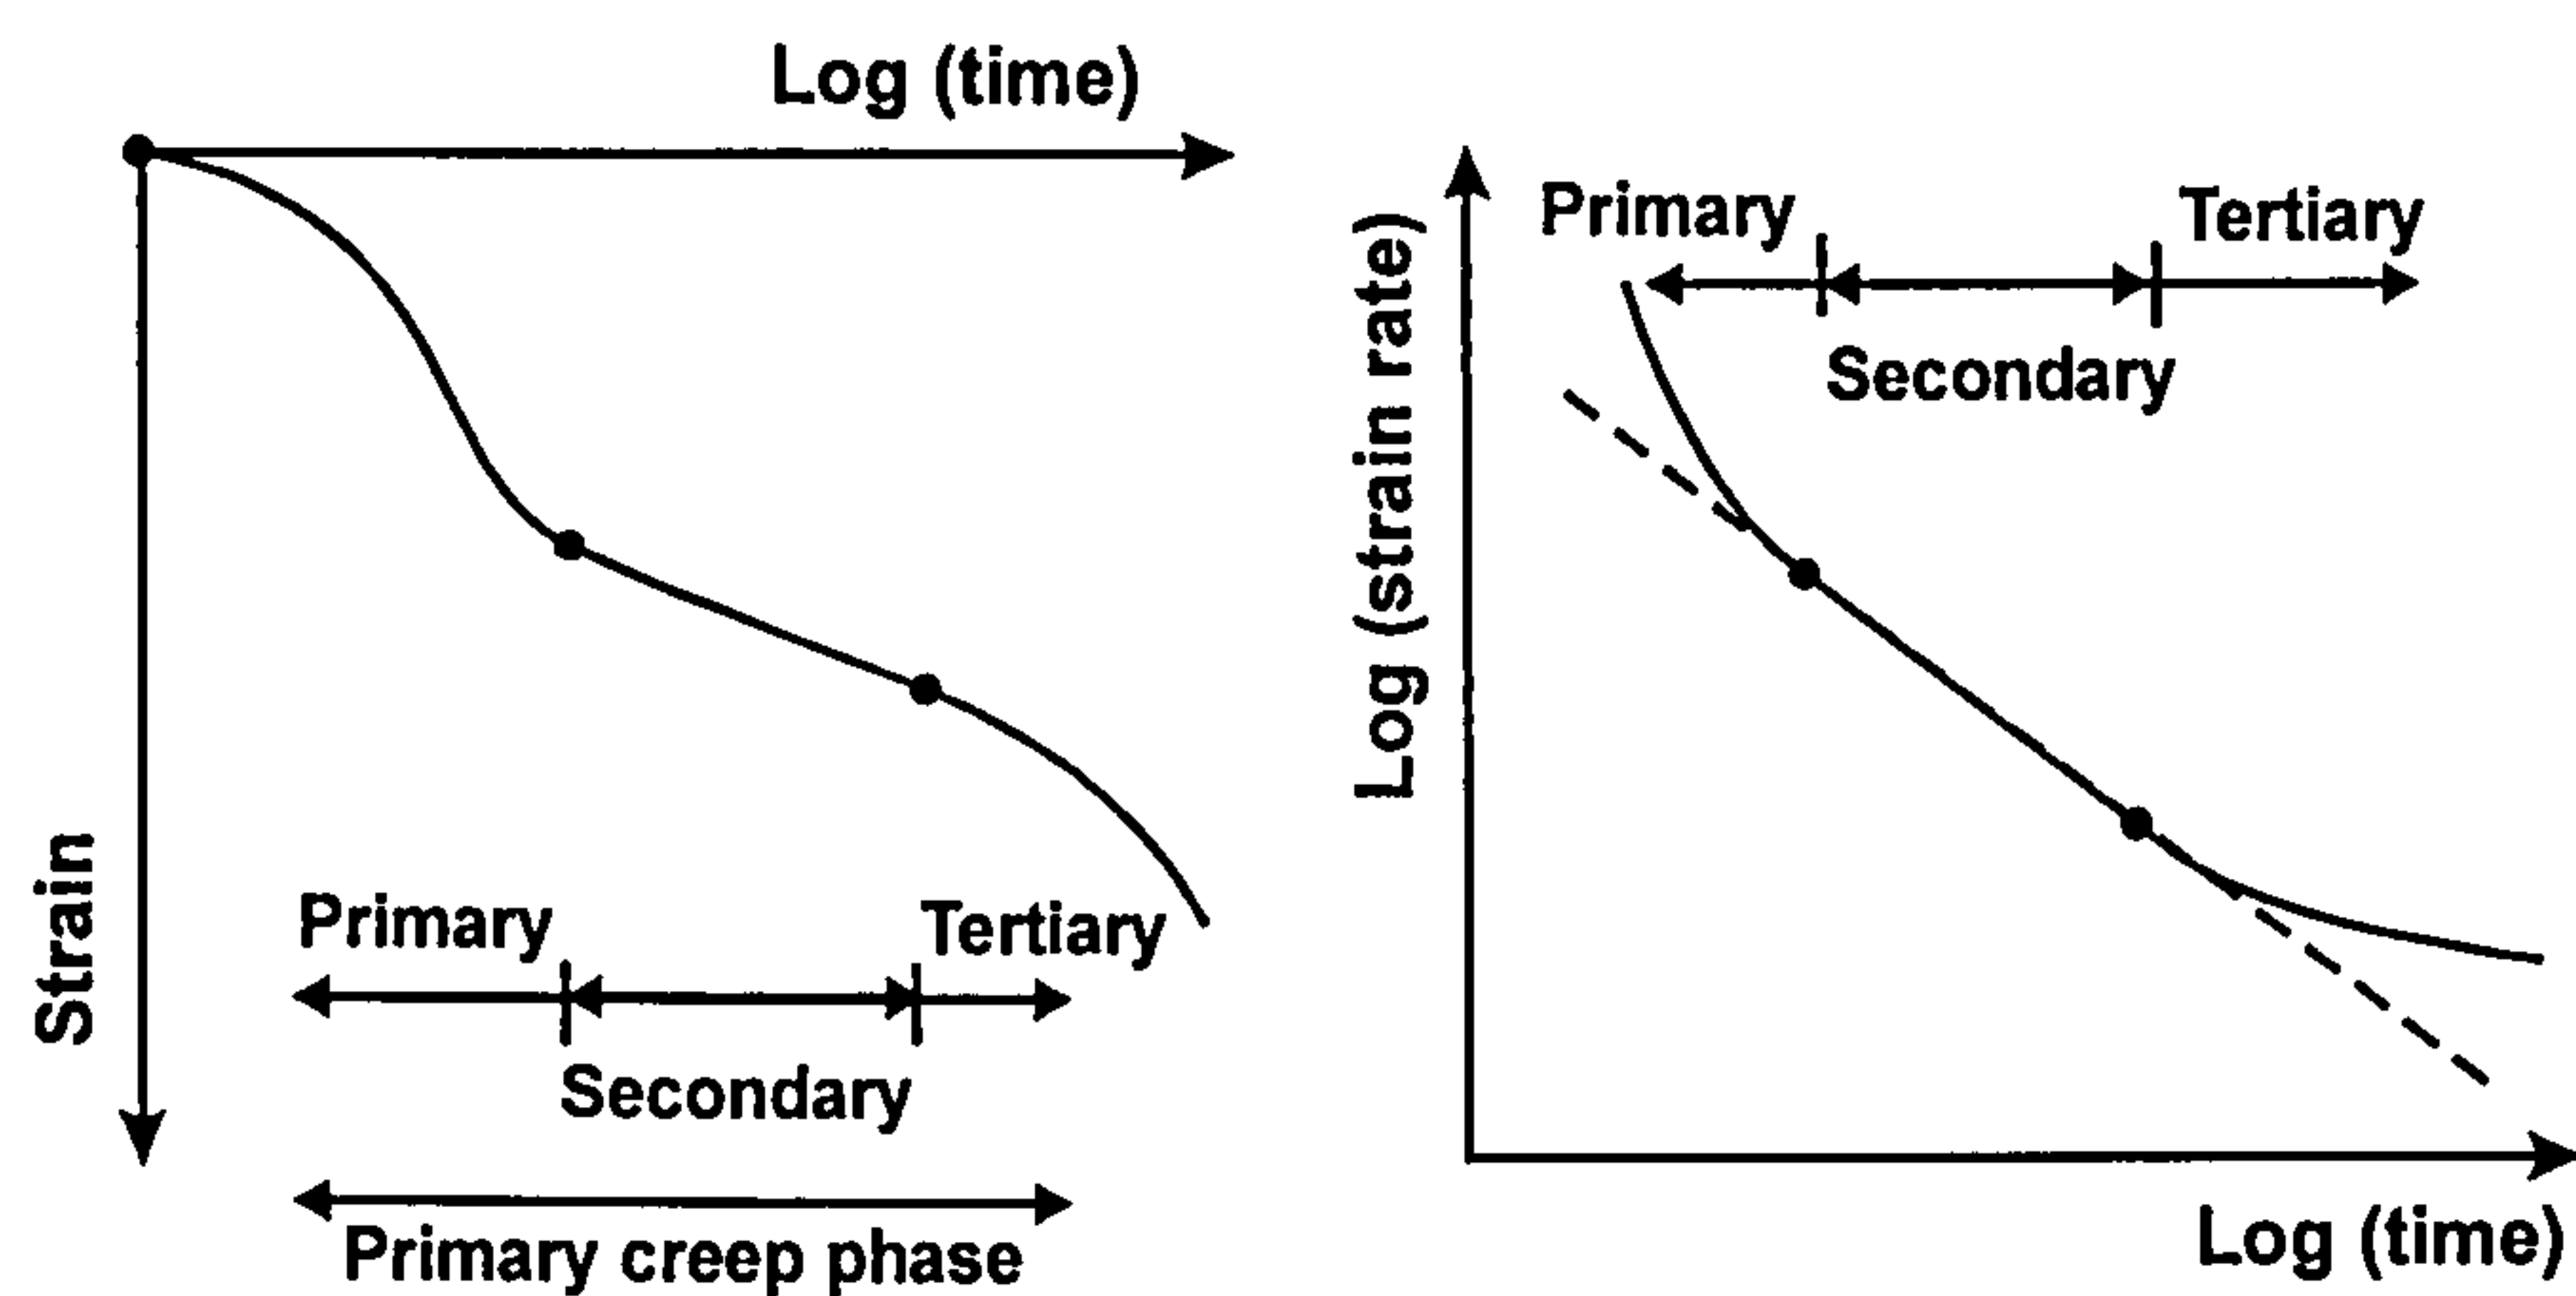 Log (time)
Strain
Primary
Tertiary
Secondary
Primary creep phase
Log (strain rate)
Primary
Tertiary
Secondary
Log (time)